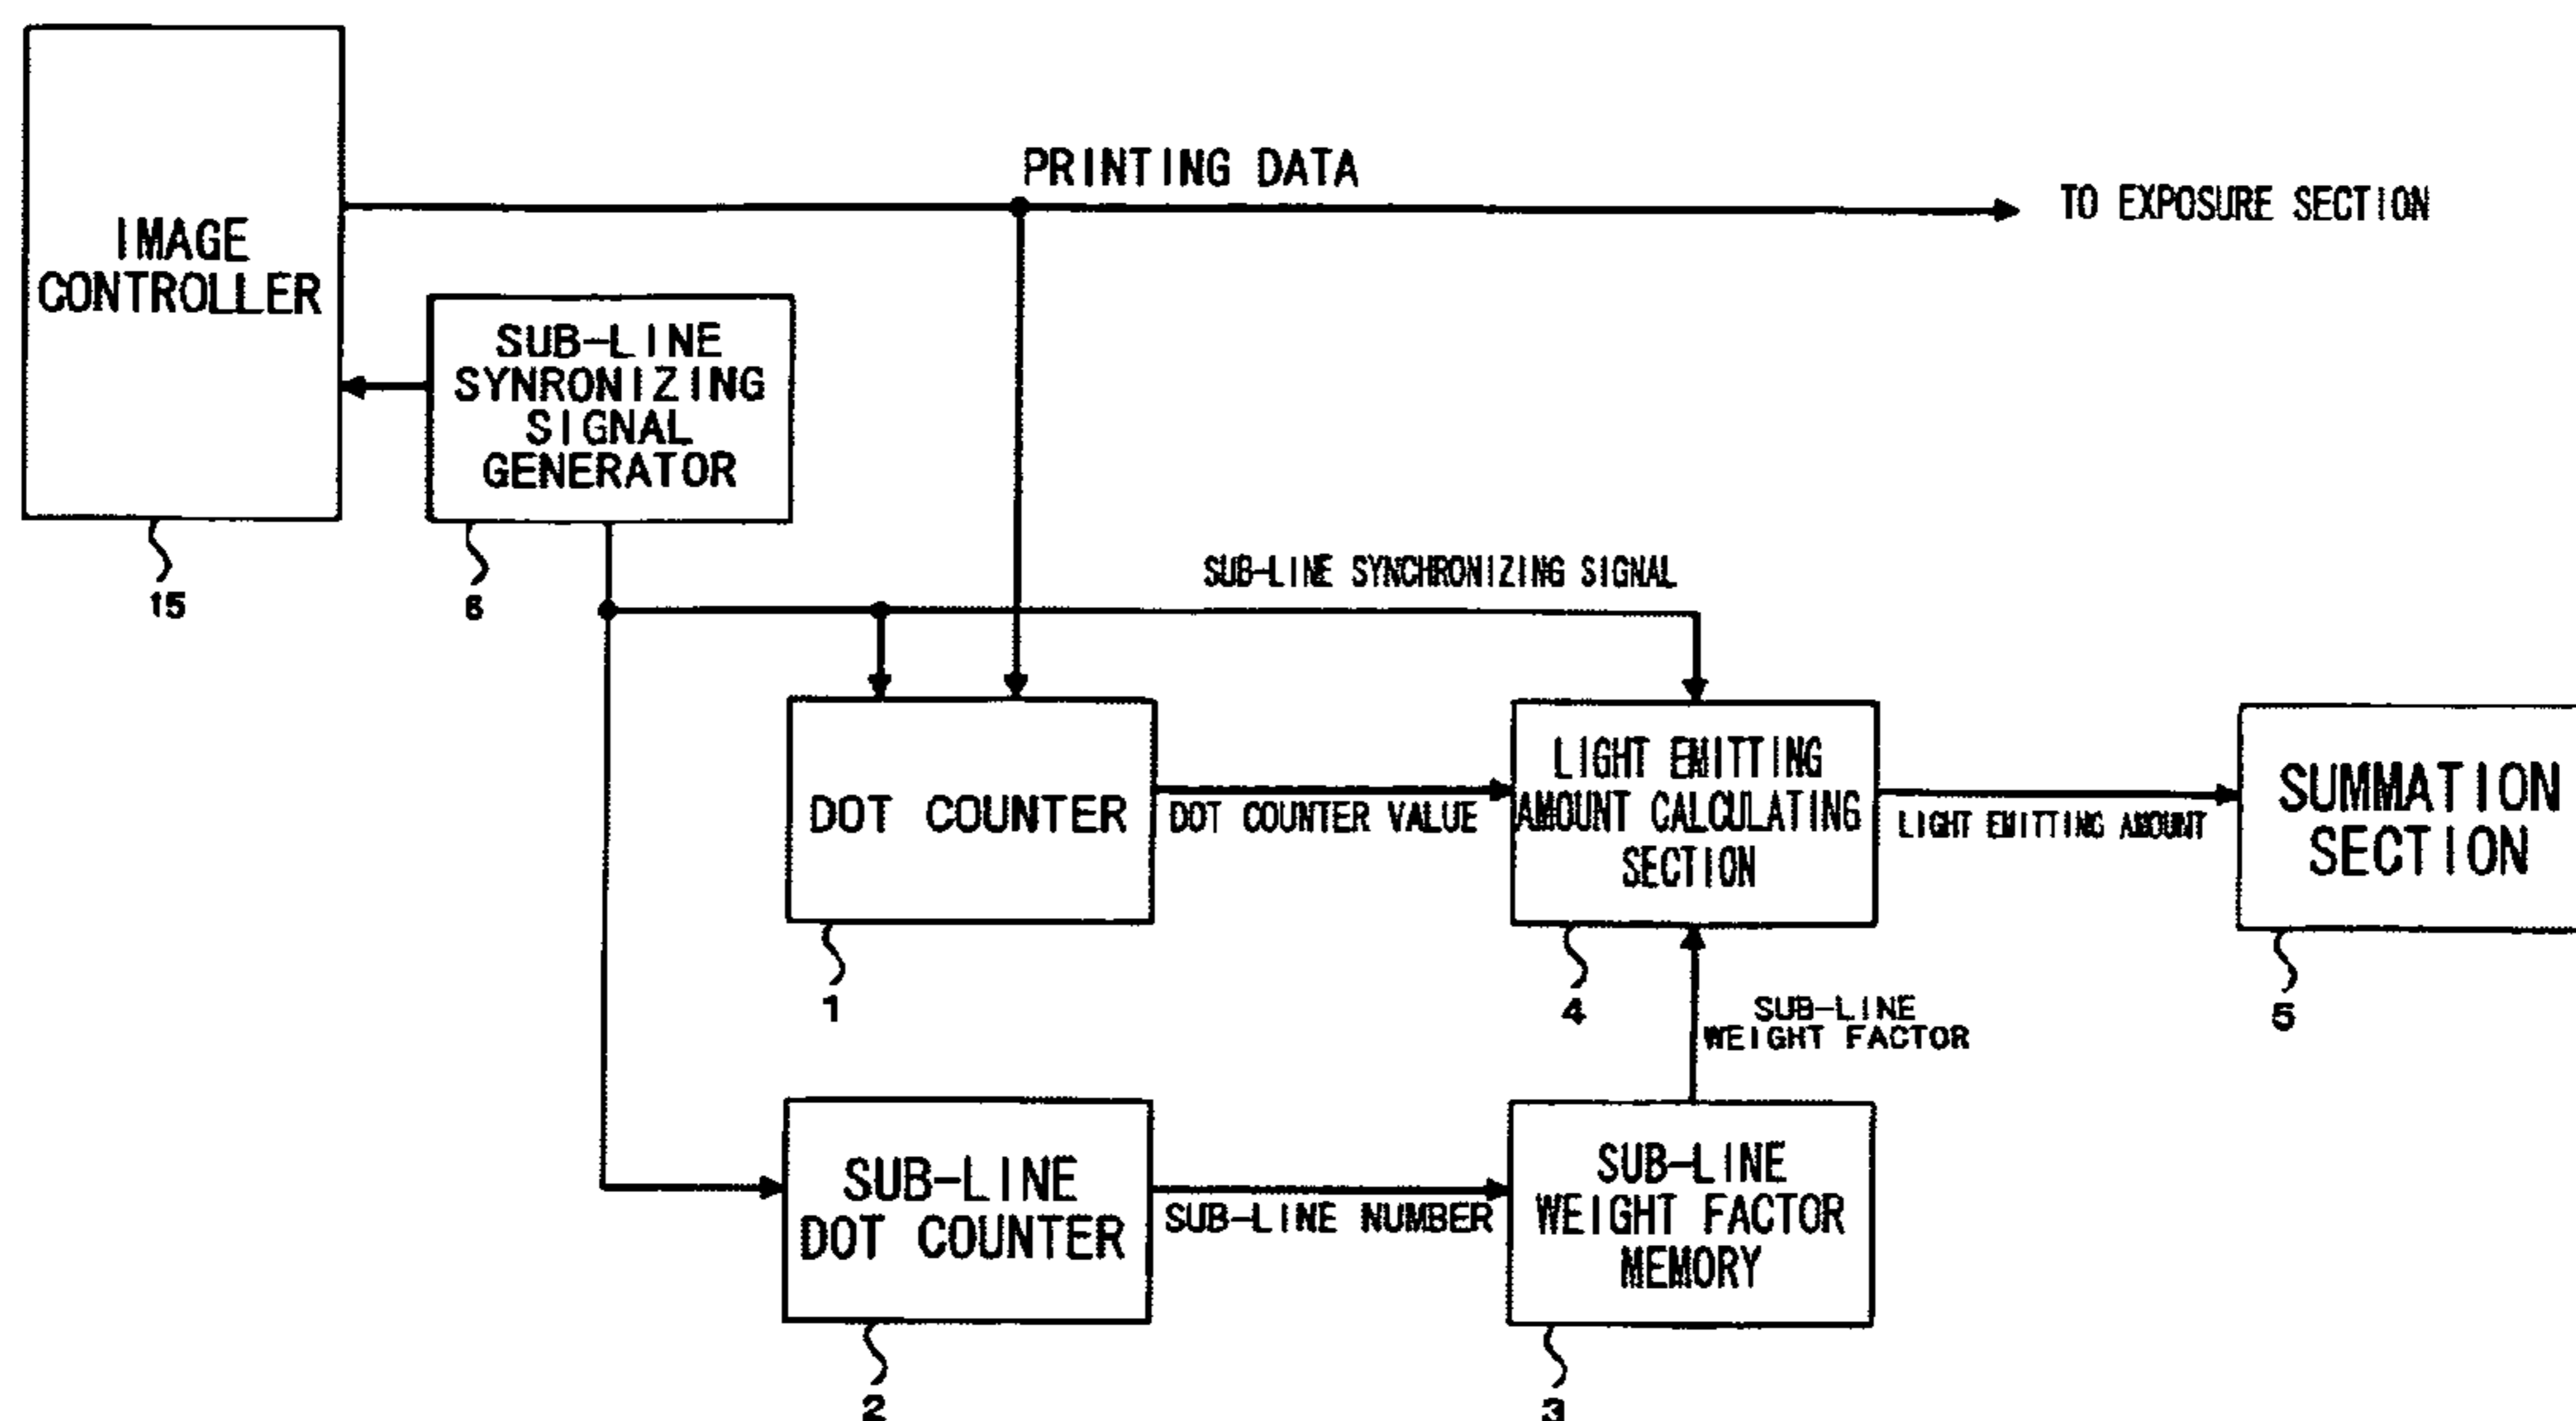 IMAGE
CONTROLLER
15
PRINTING DATA
TO EXPOSURE SECTION
SUB-LINE
SYNRONIZING
SIGNAL
GENERATOR
6
SUB-LINE SYNCHRONIZING SIGNAL
DOT COUNTER
1
DOT COUNTER VALUE
LIGHT EMITTING
AMOUNT CALCULATING
SECTION
4
LIGHT EMITTING AMOUNT
SUMMATION
SECTION
5
SUB-LINE
WEIGHT FACTOR
SUB-LINE
DOT COUNTER
2
SUB-LINE NUMBER
SUB-LINE
WEIGHT FACTOR
MEMORY
3